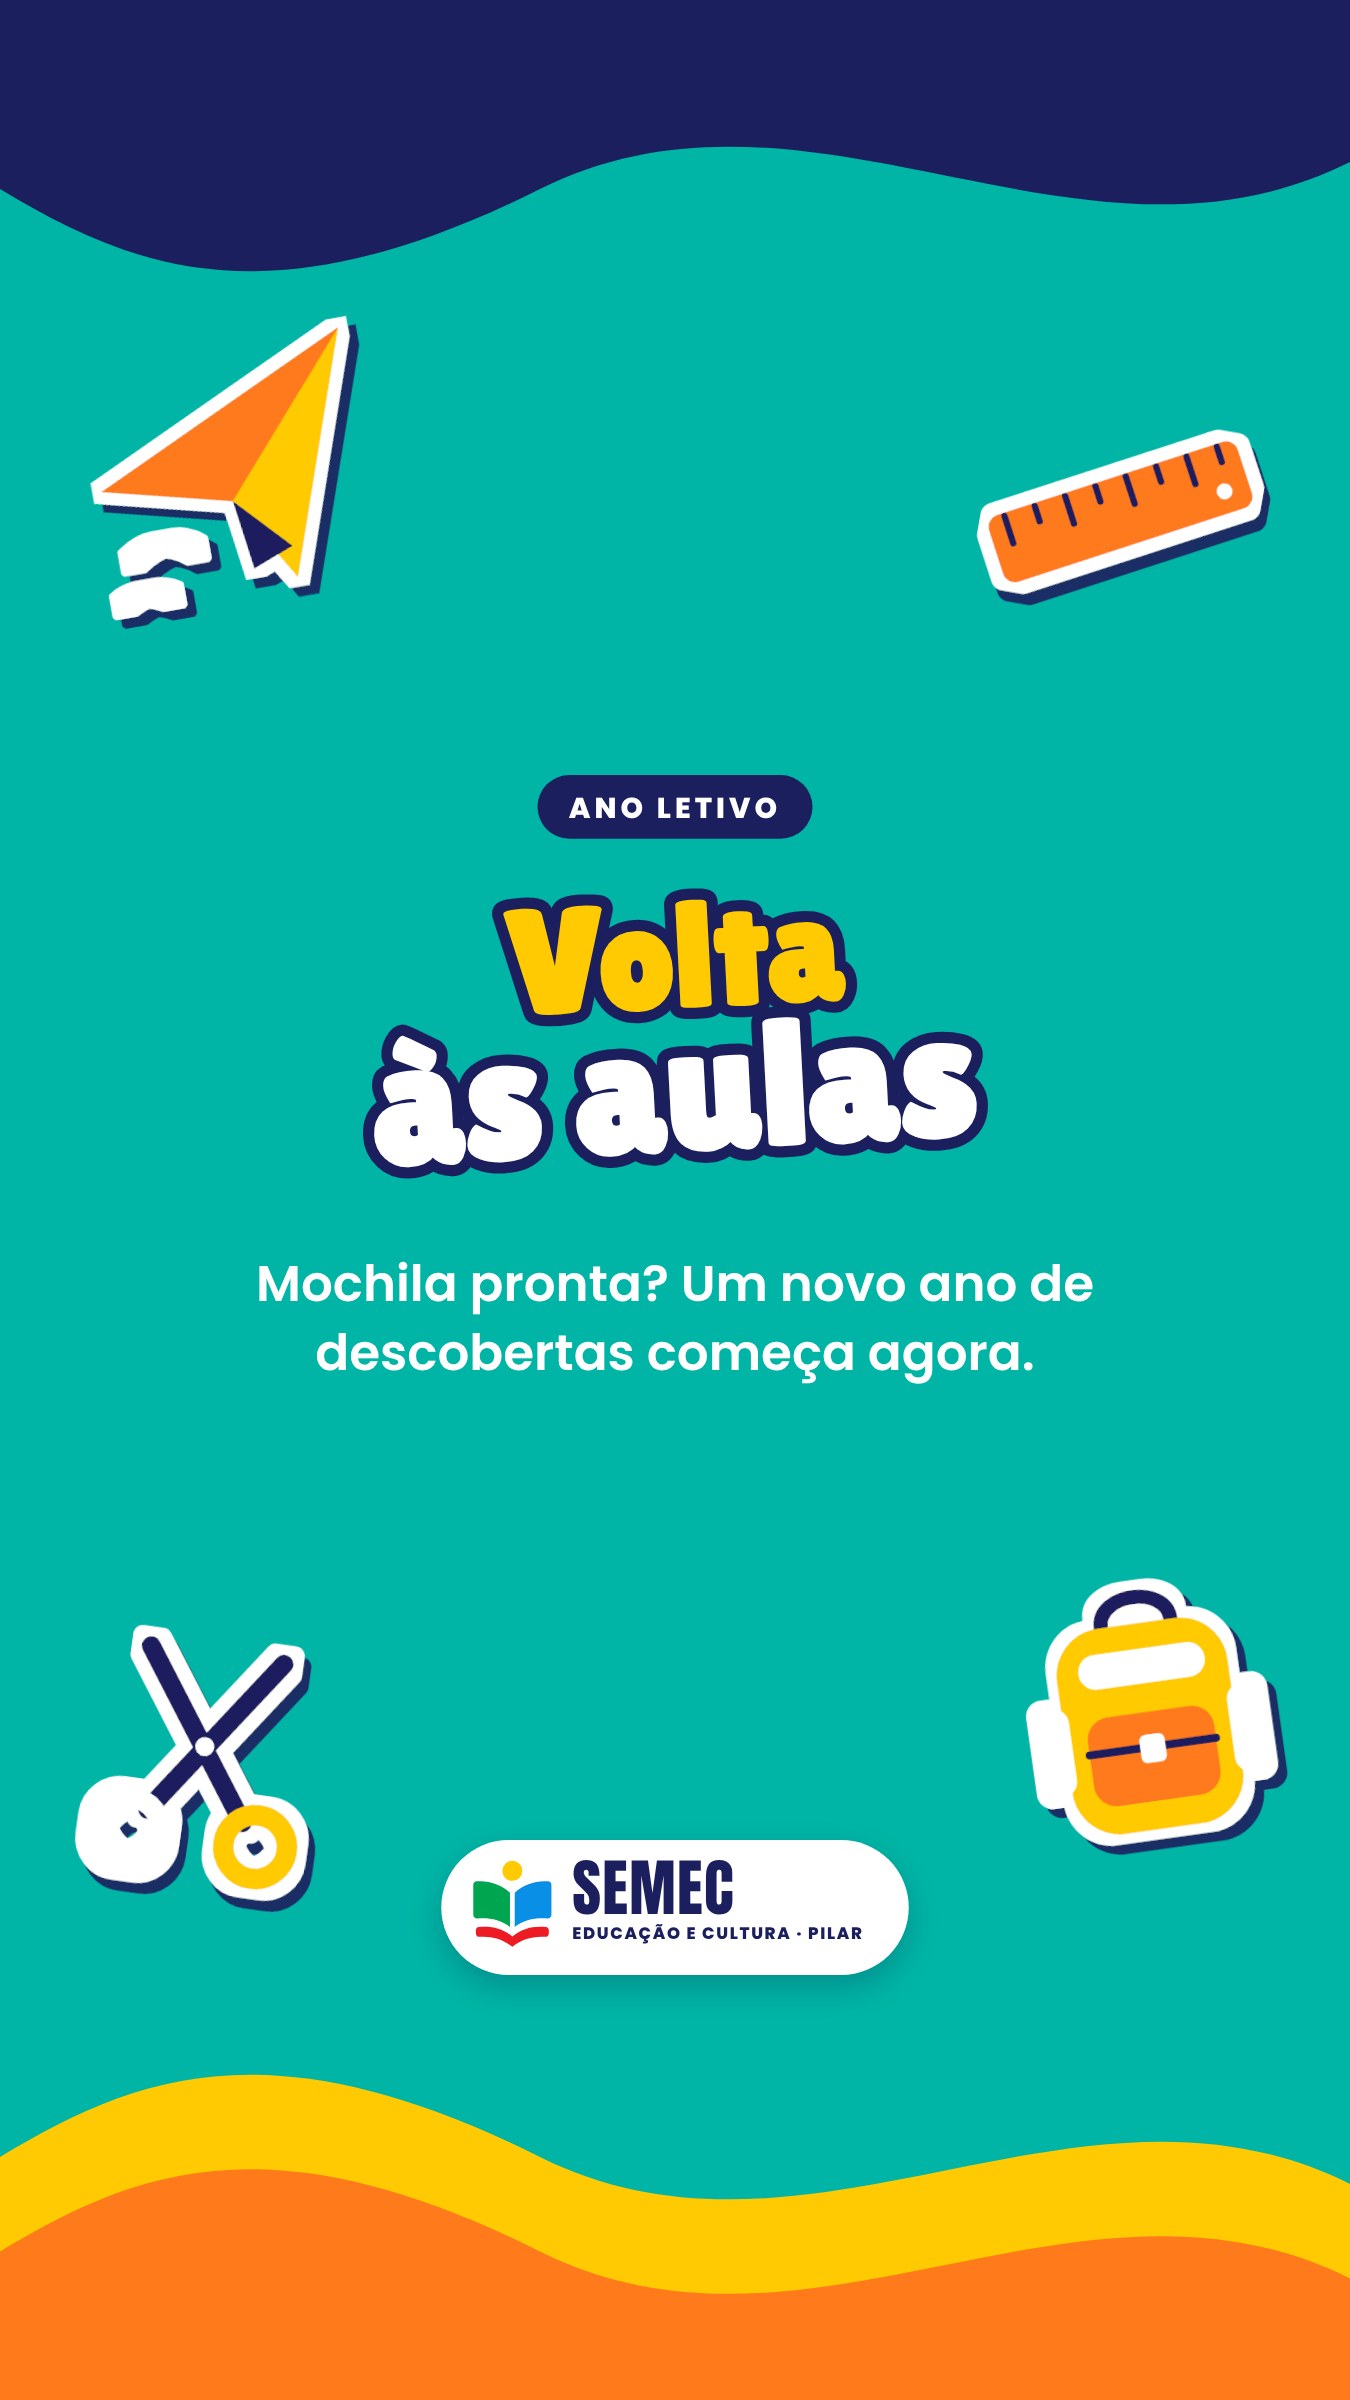 ANO LETIVO
Volta
às aulas
Mochila pronta? Um novo ano de
descobertas começa agora.
SEMEC
EDUCAÇÃO E CULTURA · PILAR